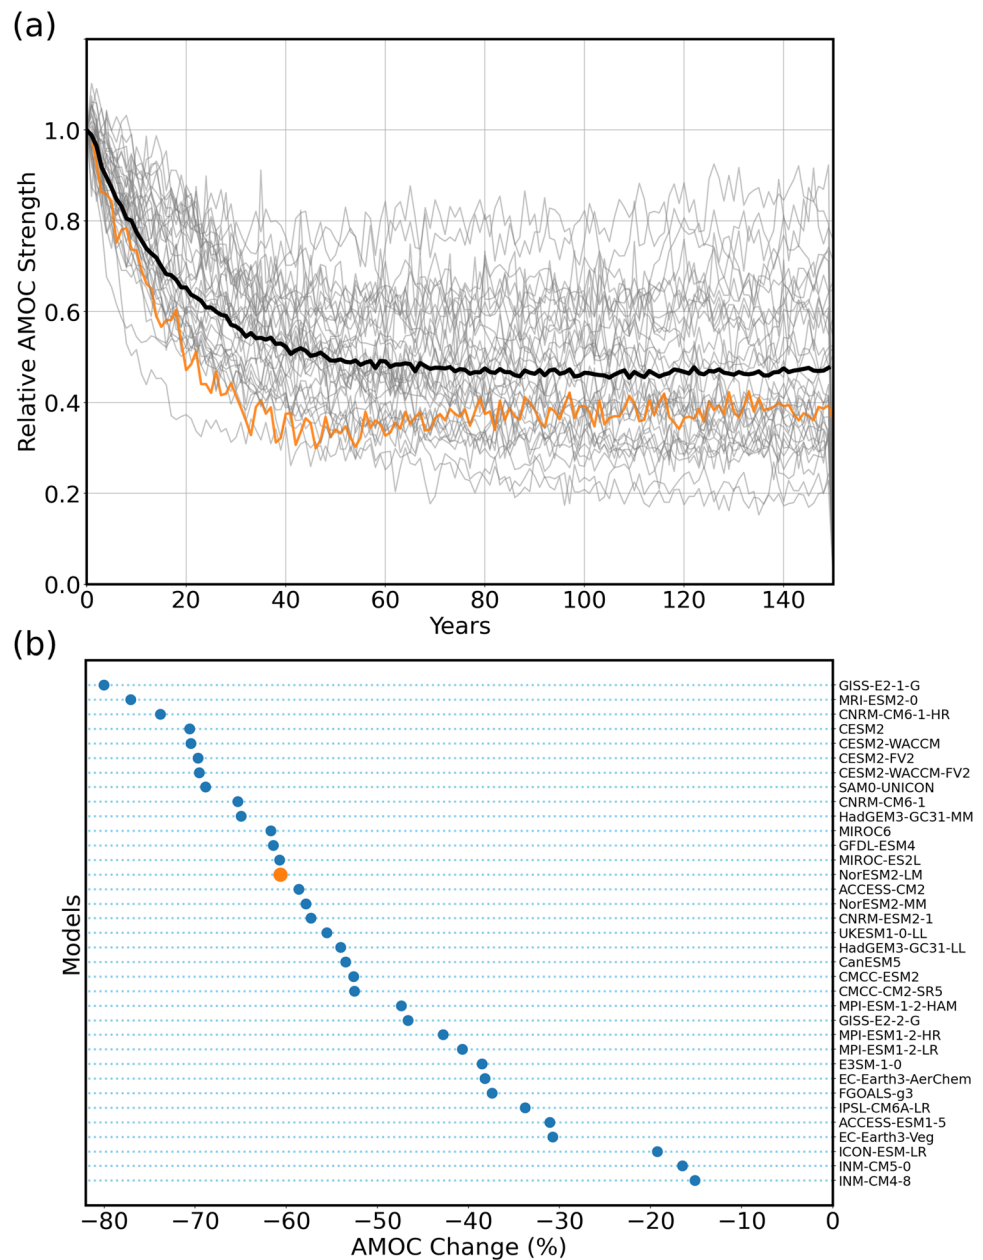 (a)
Relative AMOC Strength
1.0
0.8
0.6
0.4
0.2
0.0
0 20 40 60 80 100 120 140
Years
(b)
Models
GISS-E2-1-G
MRI-ESM2-0
CNRM-CM6-1-HR
CESM2
CESM2-WACCM
CESM2-FV2
CESM2-WACCM-FV2
SAM0-UNICON
CNRM-CM6-1
HadGEM3-GC31-MM
MIROC6
GFDL-ESM4
MIROC-ES2L
NorESM2-LM
ACCESS-CM2
NorESM2-MM
CNRM-ESM2-1
UKESM1-0-LL
HadGEM3-GC31-LL
CanESM5
CMCC-ESM2
CMCC-CM2-SR5
MPI-ESM-1-2-HAM
GISS-E2-2-G
MPI-ESM1-2-HR
MPI-ESM1-2-LR
E3SM-1-0
EC-Earth3-AerChem
FGOALS-g3
IPSL-CM6A-LR
ACCESS-ESM1-5
EC-Earth3-Veg
ICON-ESM-LR
INM-CM5-0
INM-CM4-8
−80 −70 −60 −50 −40 −30 −20 −10 0
AMOC Change (%)